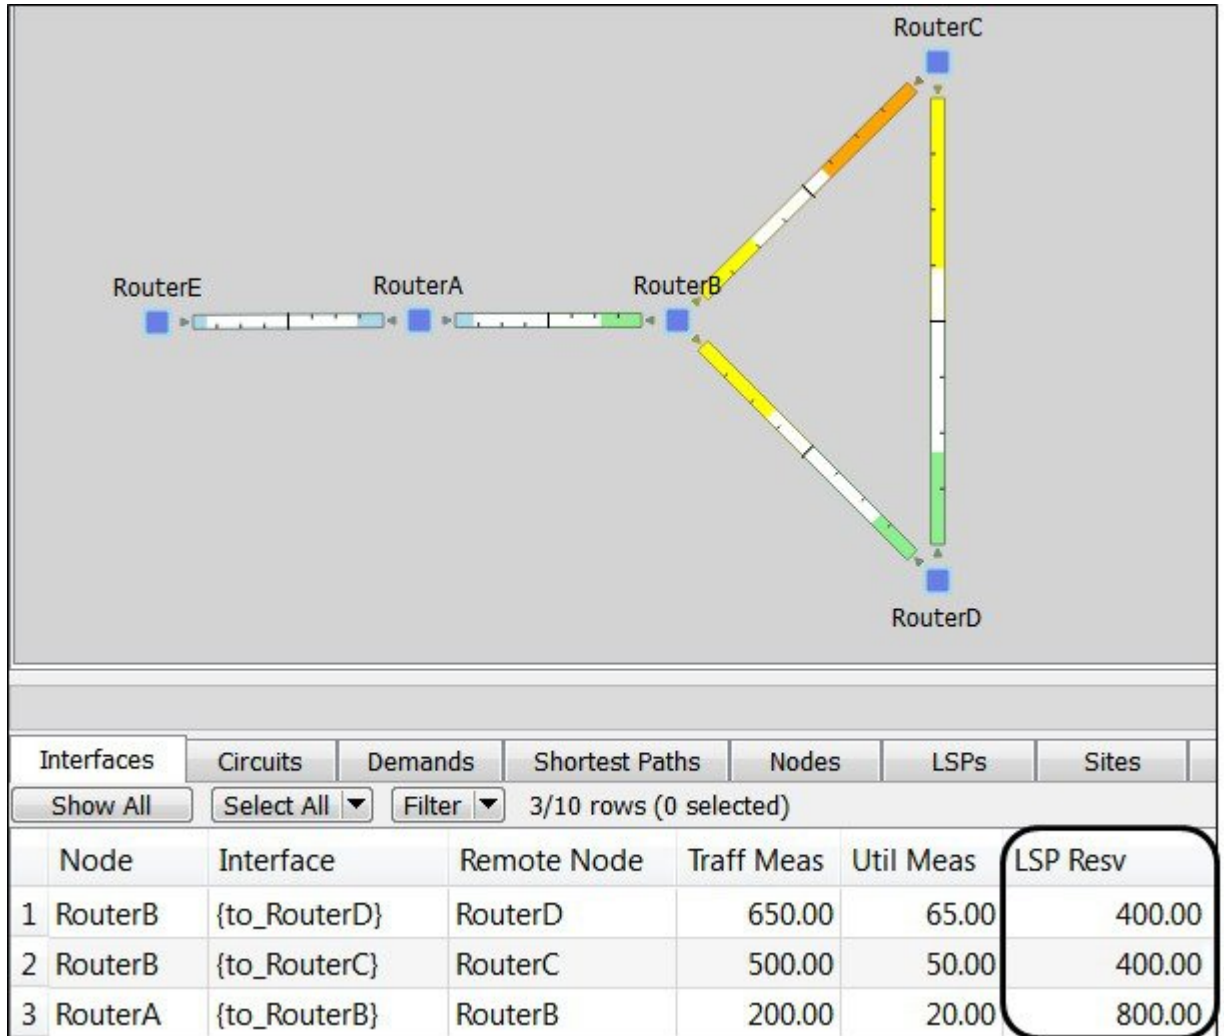 RouterC
RouterE RouterA RouterB
RouterD
Interfaces Circuits Demands Shortest Paths Nodes LSPs Sites
Show All Select All Filter 3/10 rows (0 selected)
Node Interface Remote Node Traff Meas Util Meas LSP Resv
1 RouterB {to_RouterD} RouterD 650.00 65.00 400.00
2 RouterB {to_RouterC} RouterC 500.00 50.00 400.00
3 RouterA {to_RouterB} RouterB 200.00 20.00 800.00